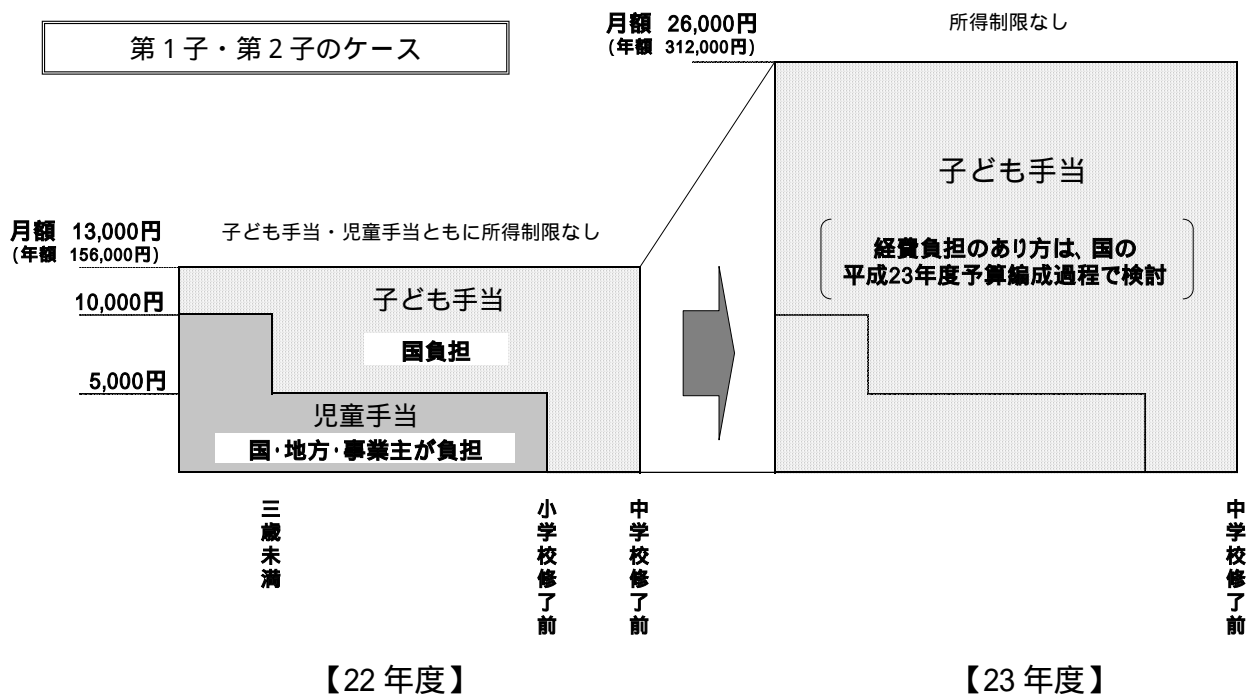 第1子・第2子のケース
月額 26,000円
(年額 312,000円)
所得制限なし
子ども手当
経費負担のあり方は、国の
平成23年度予算編成過程で検討
月額 13,000円
(年額 156,000円)
子ども手当・児童手当ともに所得制限なし
10,000円
子ども手当
国負担
5,000円
児童手当
国・地方・事業主が負担
三歳未満
小学校修了前
中学校修了前
中学校修了前
【22年度】
【23年度】